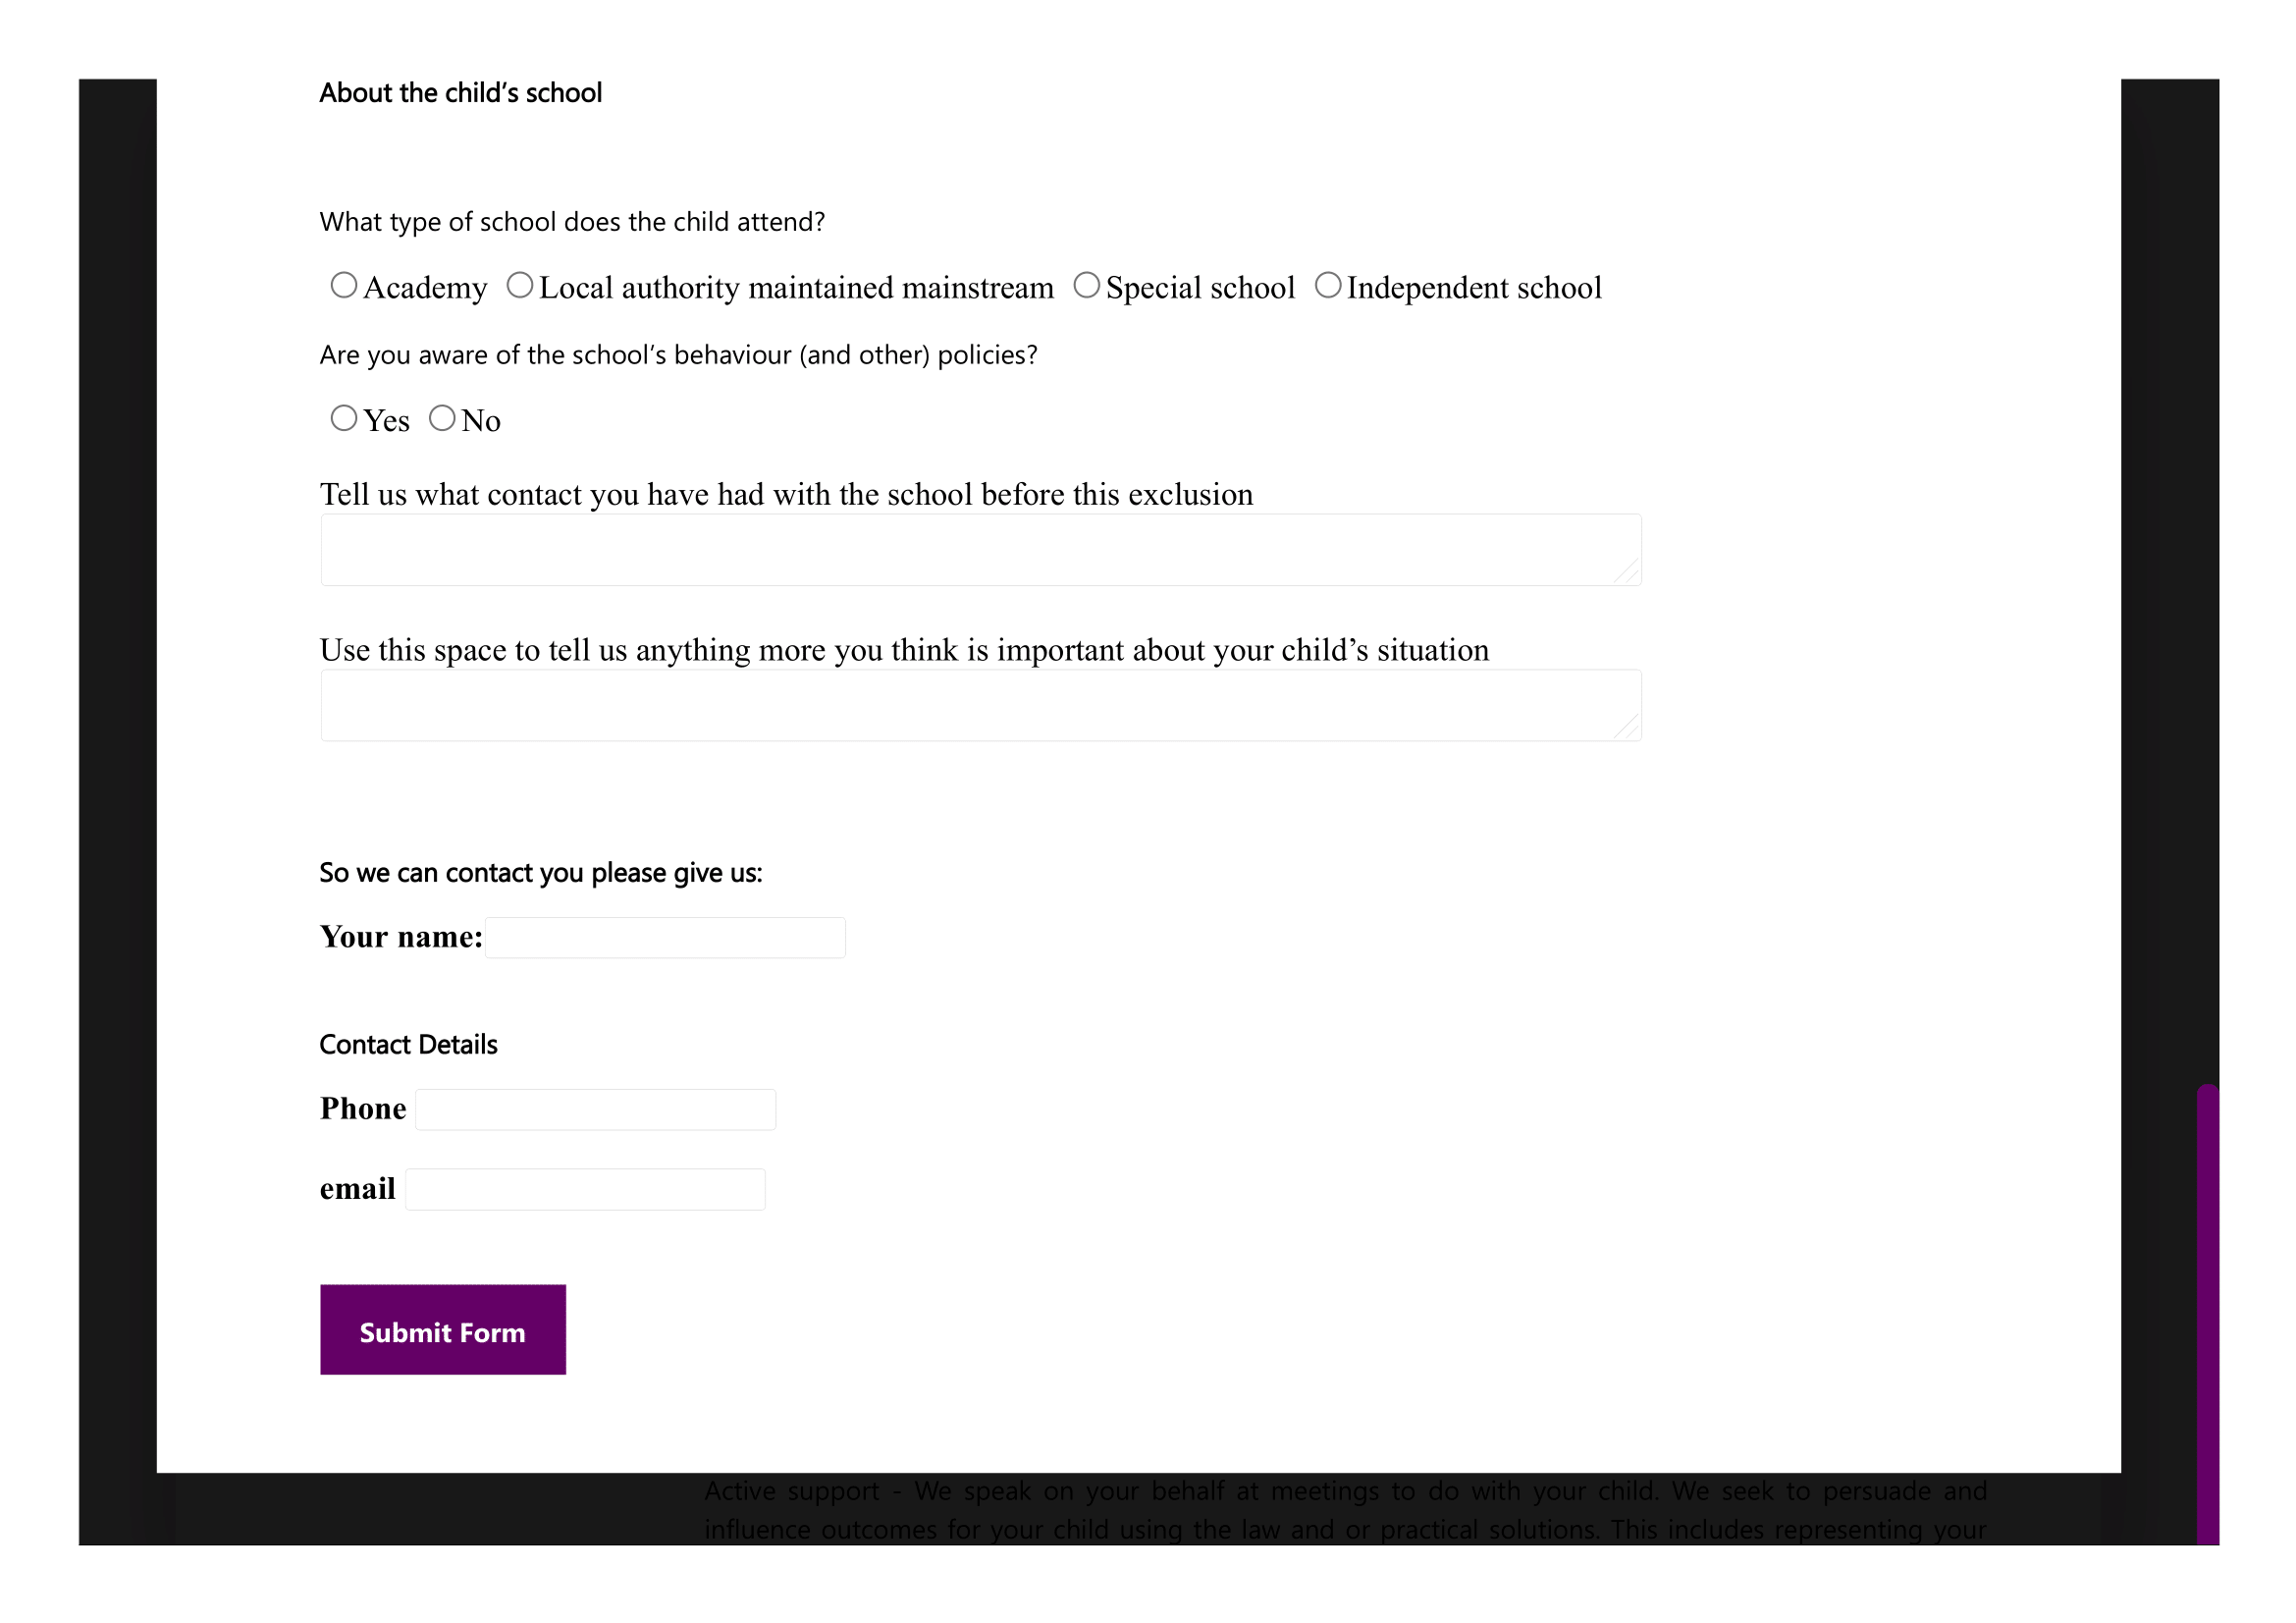 About the child’s school
What type of school does the child attend?
Academy Local authority maintained mainstream Special school Independent school
Are you aware of the school’s behaviour (and other) policies?
Yes No
Tell us what contact you have had with the school before this exclusion
Use this space to tell us anything more you think is important about your child’s situation
So we can contact you please give us:
Your name:
Contact Details
Phone
email
Submit Form
Active support - We speak on your behalf at meetings to do with your child. We seek to persuade and
influence outcomes for your child using the law and or practical solutions. This includes representing your